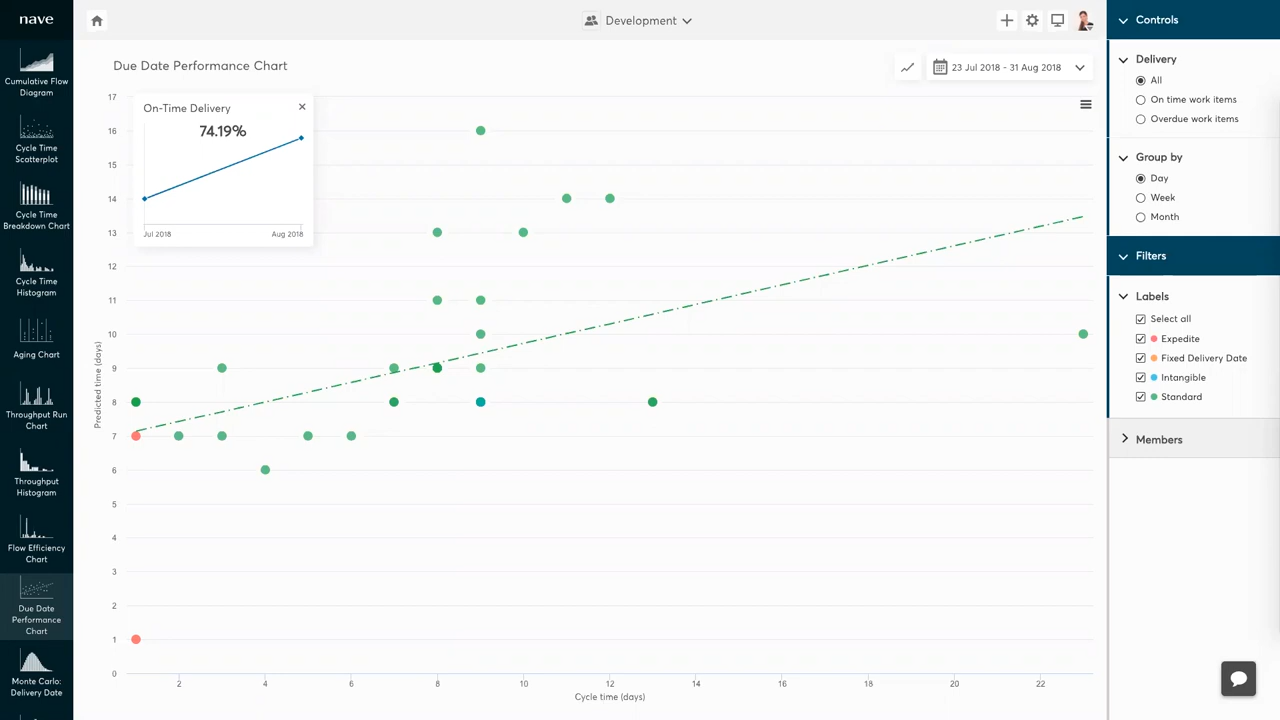 nave
Cumulative Flow
Diagram
Cycle Time
Scatterplot
Cycle Time
Breakdown Chart
Cycle Time
Histogram
Aging Chart
Throughput Run
Chart
Throughput
Histogram
Flow Efficiency
Chart
Due Date
Performance
Chart
Monte Carlo:
Delivery Date
Development
Due Date Performance Chart
23 Jul 2018 - 31 Aug 2018
On-Time Delivery
74.19%
Jul 2018 Aug 2018
17
16
15
14
13
12
11
10
9
8
7
6
5
4
3
2
1
0
Predicted time (days)
2 4 6 8 10 12 14 16 18 20 22
Cycle time (days)
Controls
Delivery
All
On time work items
Overdue work items
Group by
Day
Week
Month
Filters
Labels
Select all
Expedite
Fixed Delivery Date
Intangible
Standard
Members